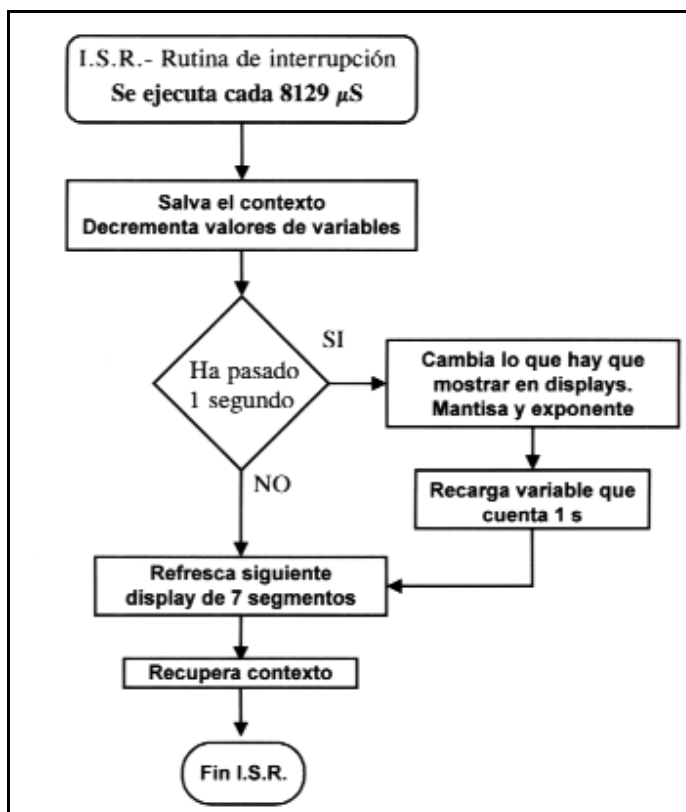 I.S.R.- Rutina de interrupción
Se ejecuta cada 8129 µS
Salva el contexto
Decrementa valores de variables
SI
Ha pasado
1 segundo
Cambia lo que hay que
mostrar en displays.
Mantisa y exponente
NO
Recarga variable que
cuenta 1 s
Refresca siguiente
display de 7 segmentos
Recupera contexto
Fin I.S.R.